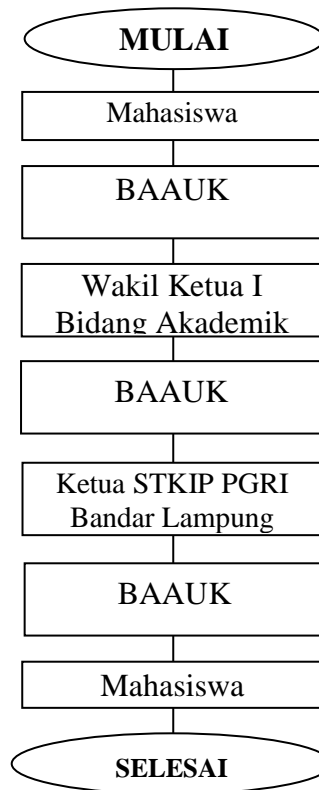 MULAI
Mahasiswa
BAAUK
Wakil Ketua I
Bidang Akademik
BAAUK
Ketua STKIP PGRI
Bandar Lampung
BAAUK
Mahasiswa
SELESAI